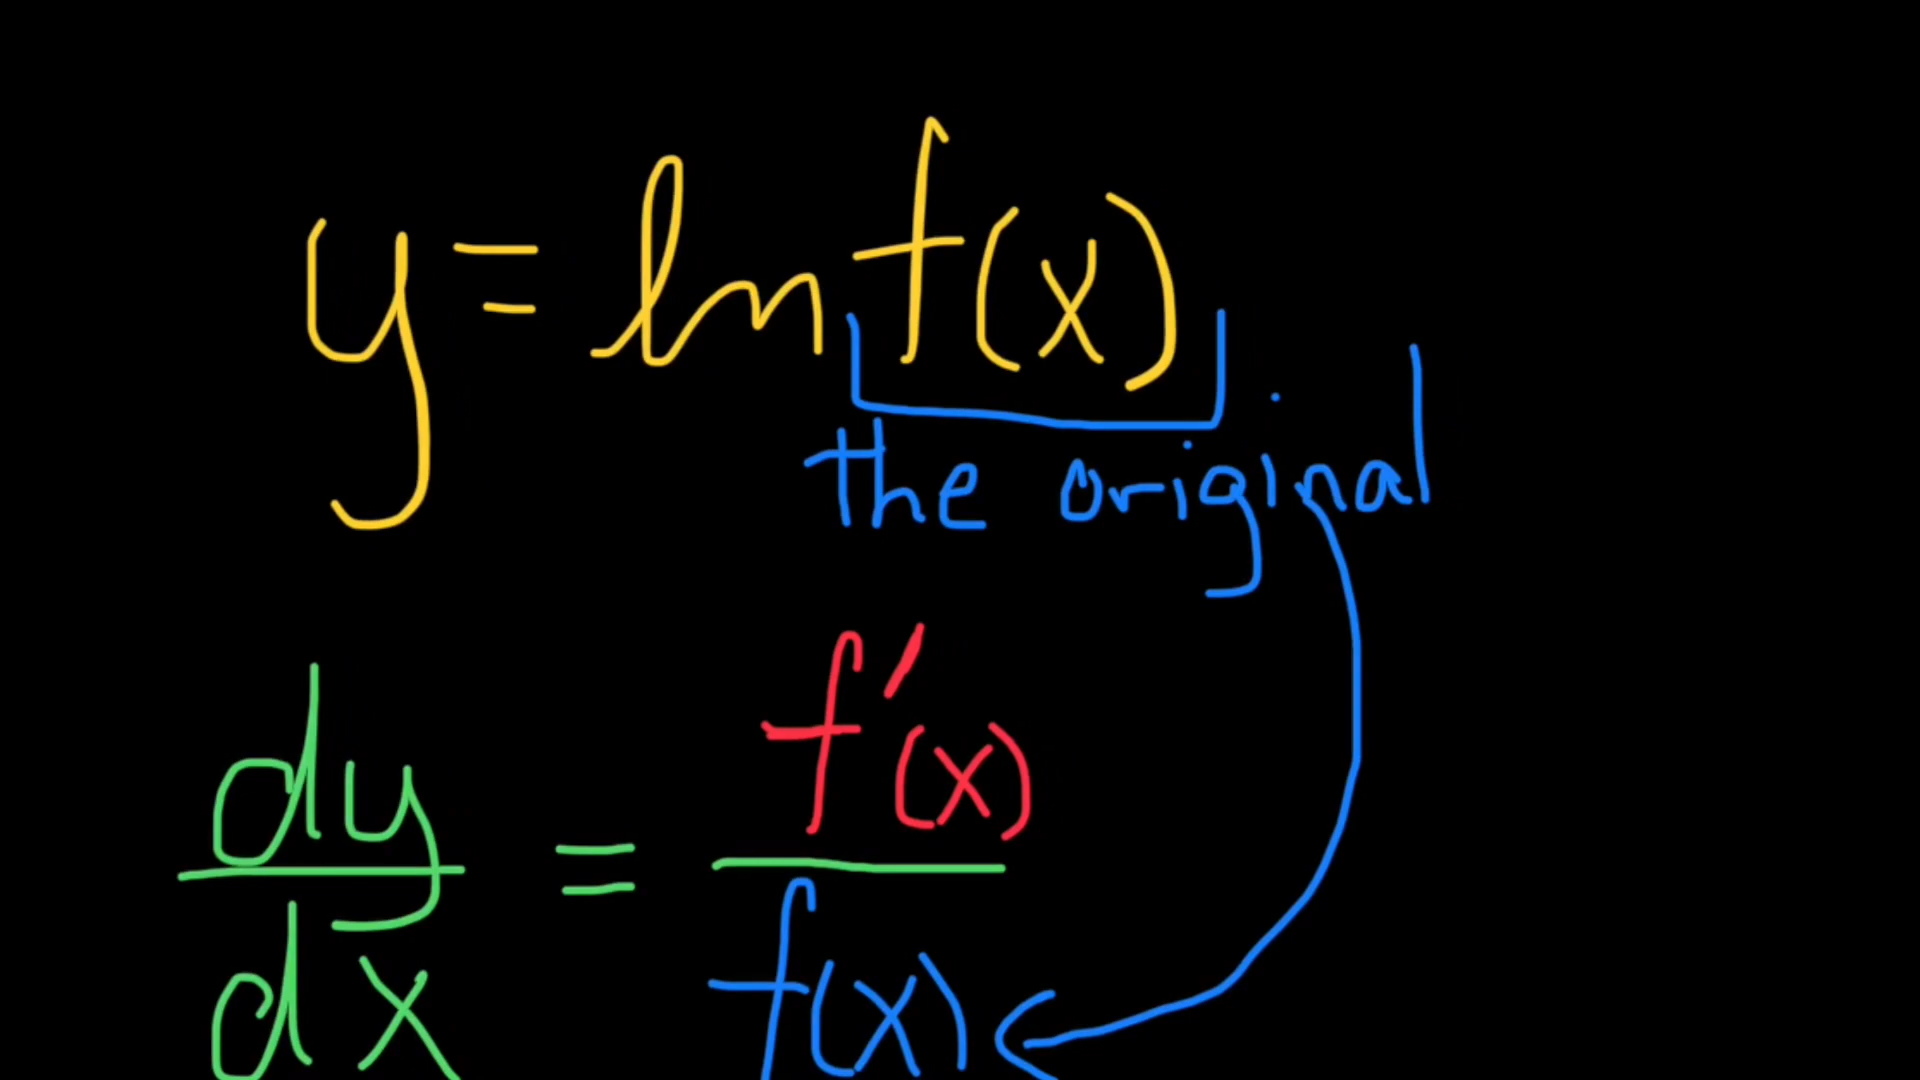 y = ln f(x)
the original
dy/dx = f'(x)/f(x)